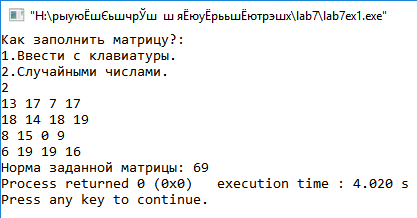 "H:\рыуюЁшЄьшчрЎш  ш яЁюуЁрььшЁютрэшх\lab7\lab7ex1.exe"
Как заполнить матрицу?:
1.Ввести с клавиатуры.
2.Случайными числами.
2
13 17 7 17
18 14 18 19
8 15 0 9
6 19 19 16
Норма заданной матрицы: 69
Process returned 0 (0x0)   execution time : 4.020 s
Press any key to continue.